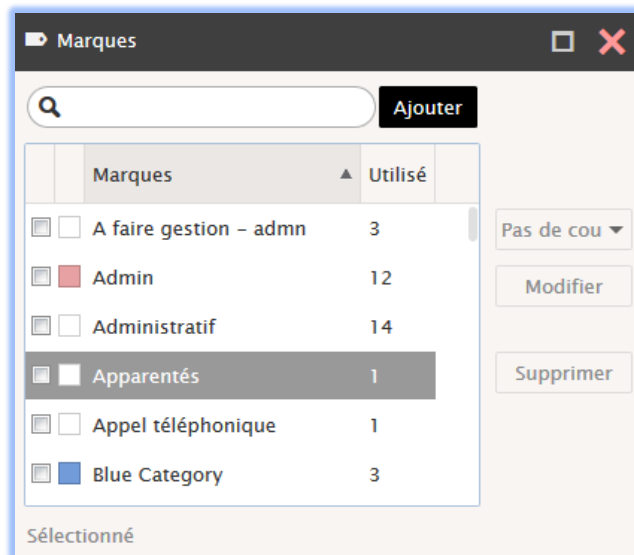 Marques
Ajouter
Marques Utilisé
A faire gestion - admn 3
Pas de cou
Admin 12
Modifier
Administratif 14
Apparentés 1
Supprimer
Appel téléphonique 1
Blue Category 3
Sélectionné